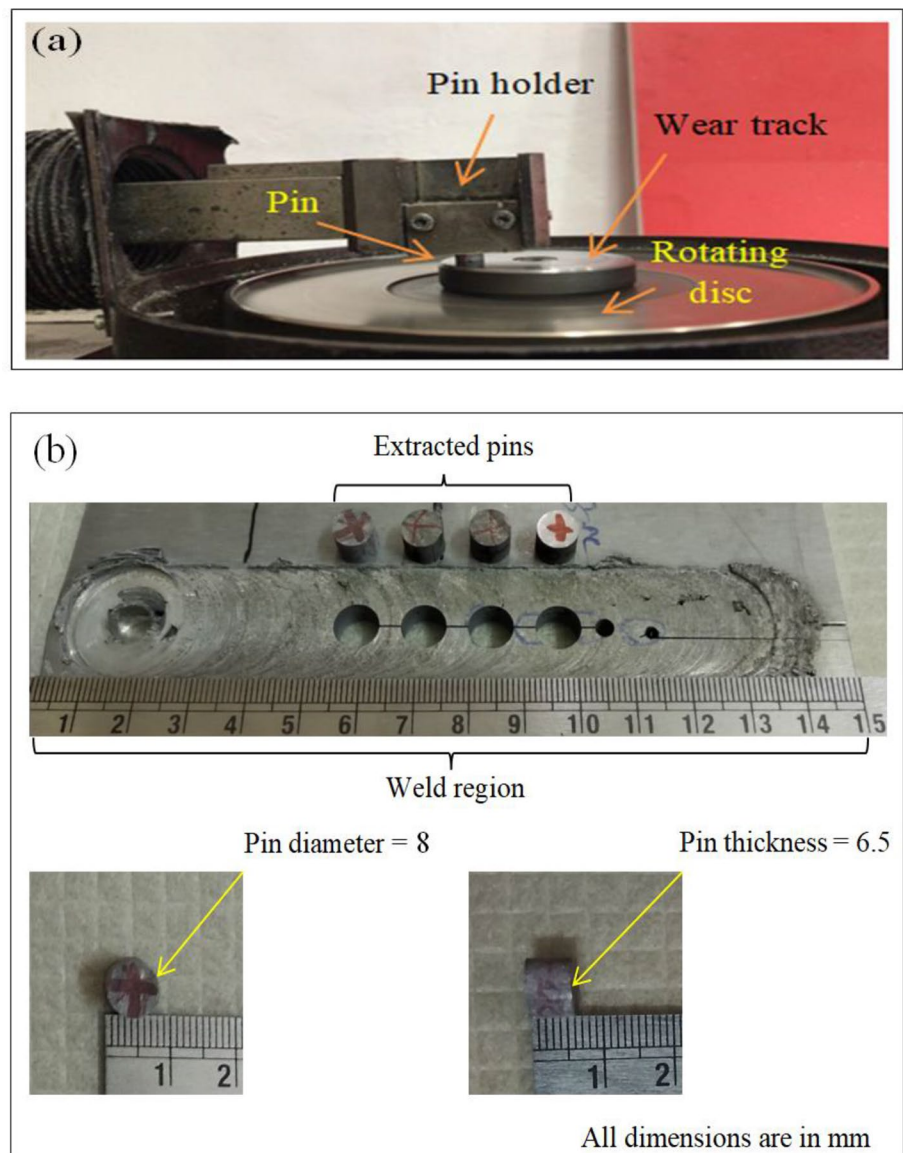 (a)
Pin holder
Wear track
Pin
Rotating
disc
(b)
Extracted pins
1 2 3 4 5 6 7 8 9 10 11 12 13 14 15
Weld region
Pin diameter = 8
Pin thickness = 6.5
1 2
1 2
All dimensions are in mm